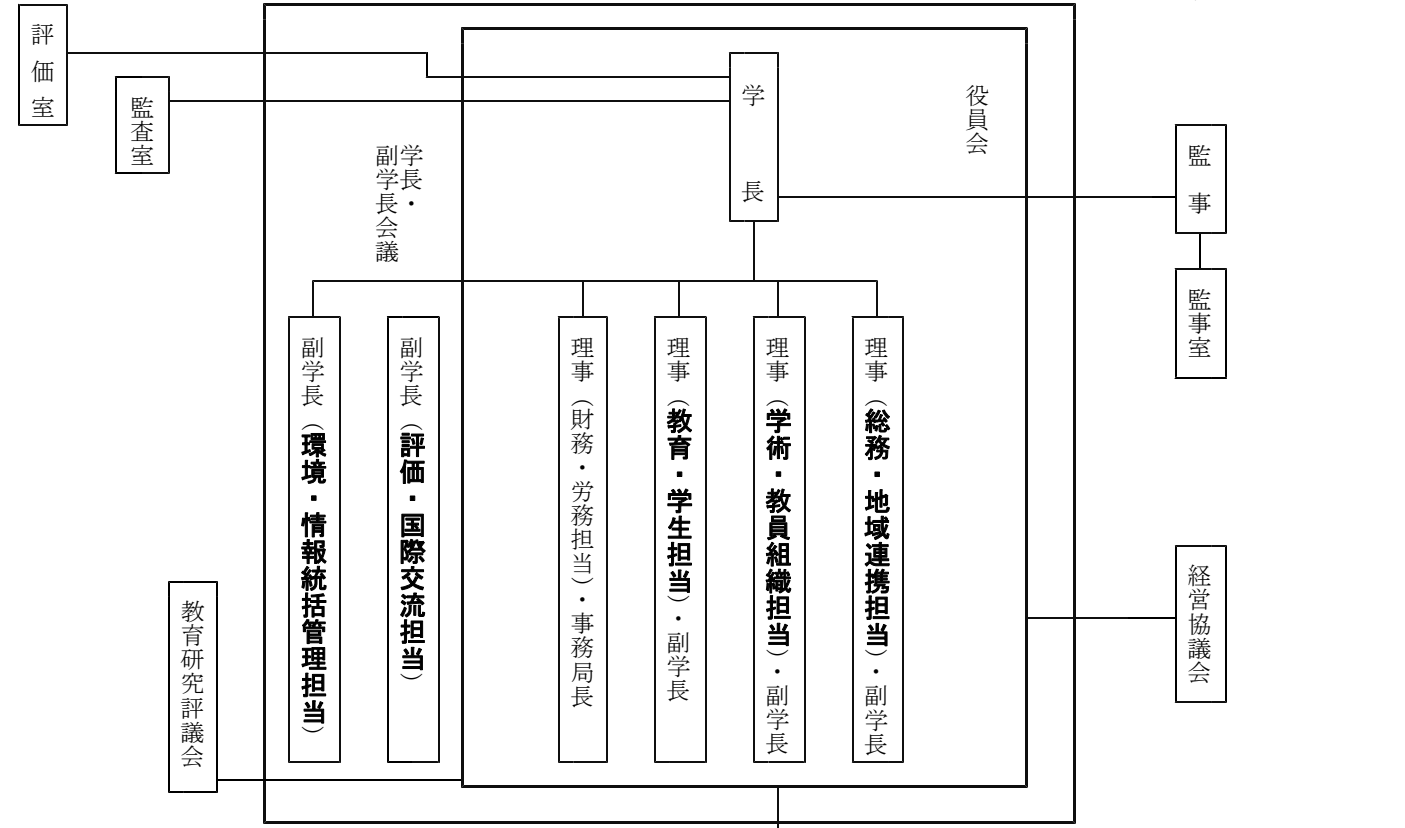 監事
監事室
経営協議会
役員会
学長
理事（総務・地域連携担当）・副学長
理事（学術・教員組織担当）・副学長
理事（教育・学生担当）・副学長
理事（財務・労務担当）・事務局長
学長・
副学長会議
副学長（評価・国際交流担当）
副学長（環境・情報統括管理担当）
教育研究評議会
監査室
評価室